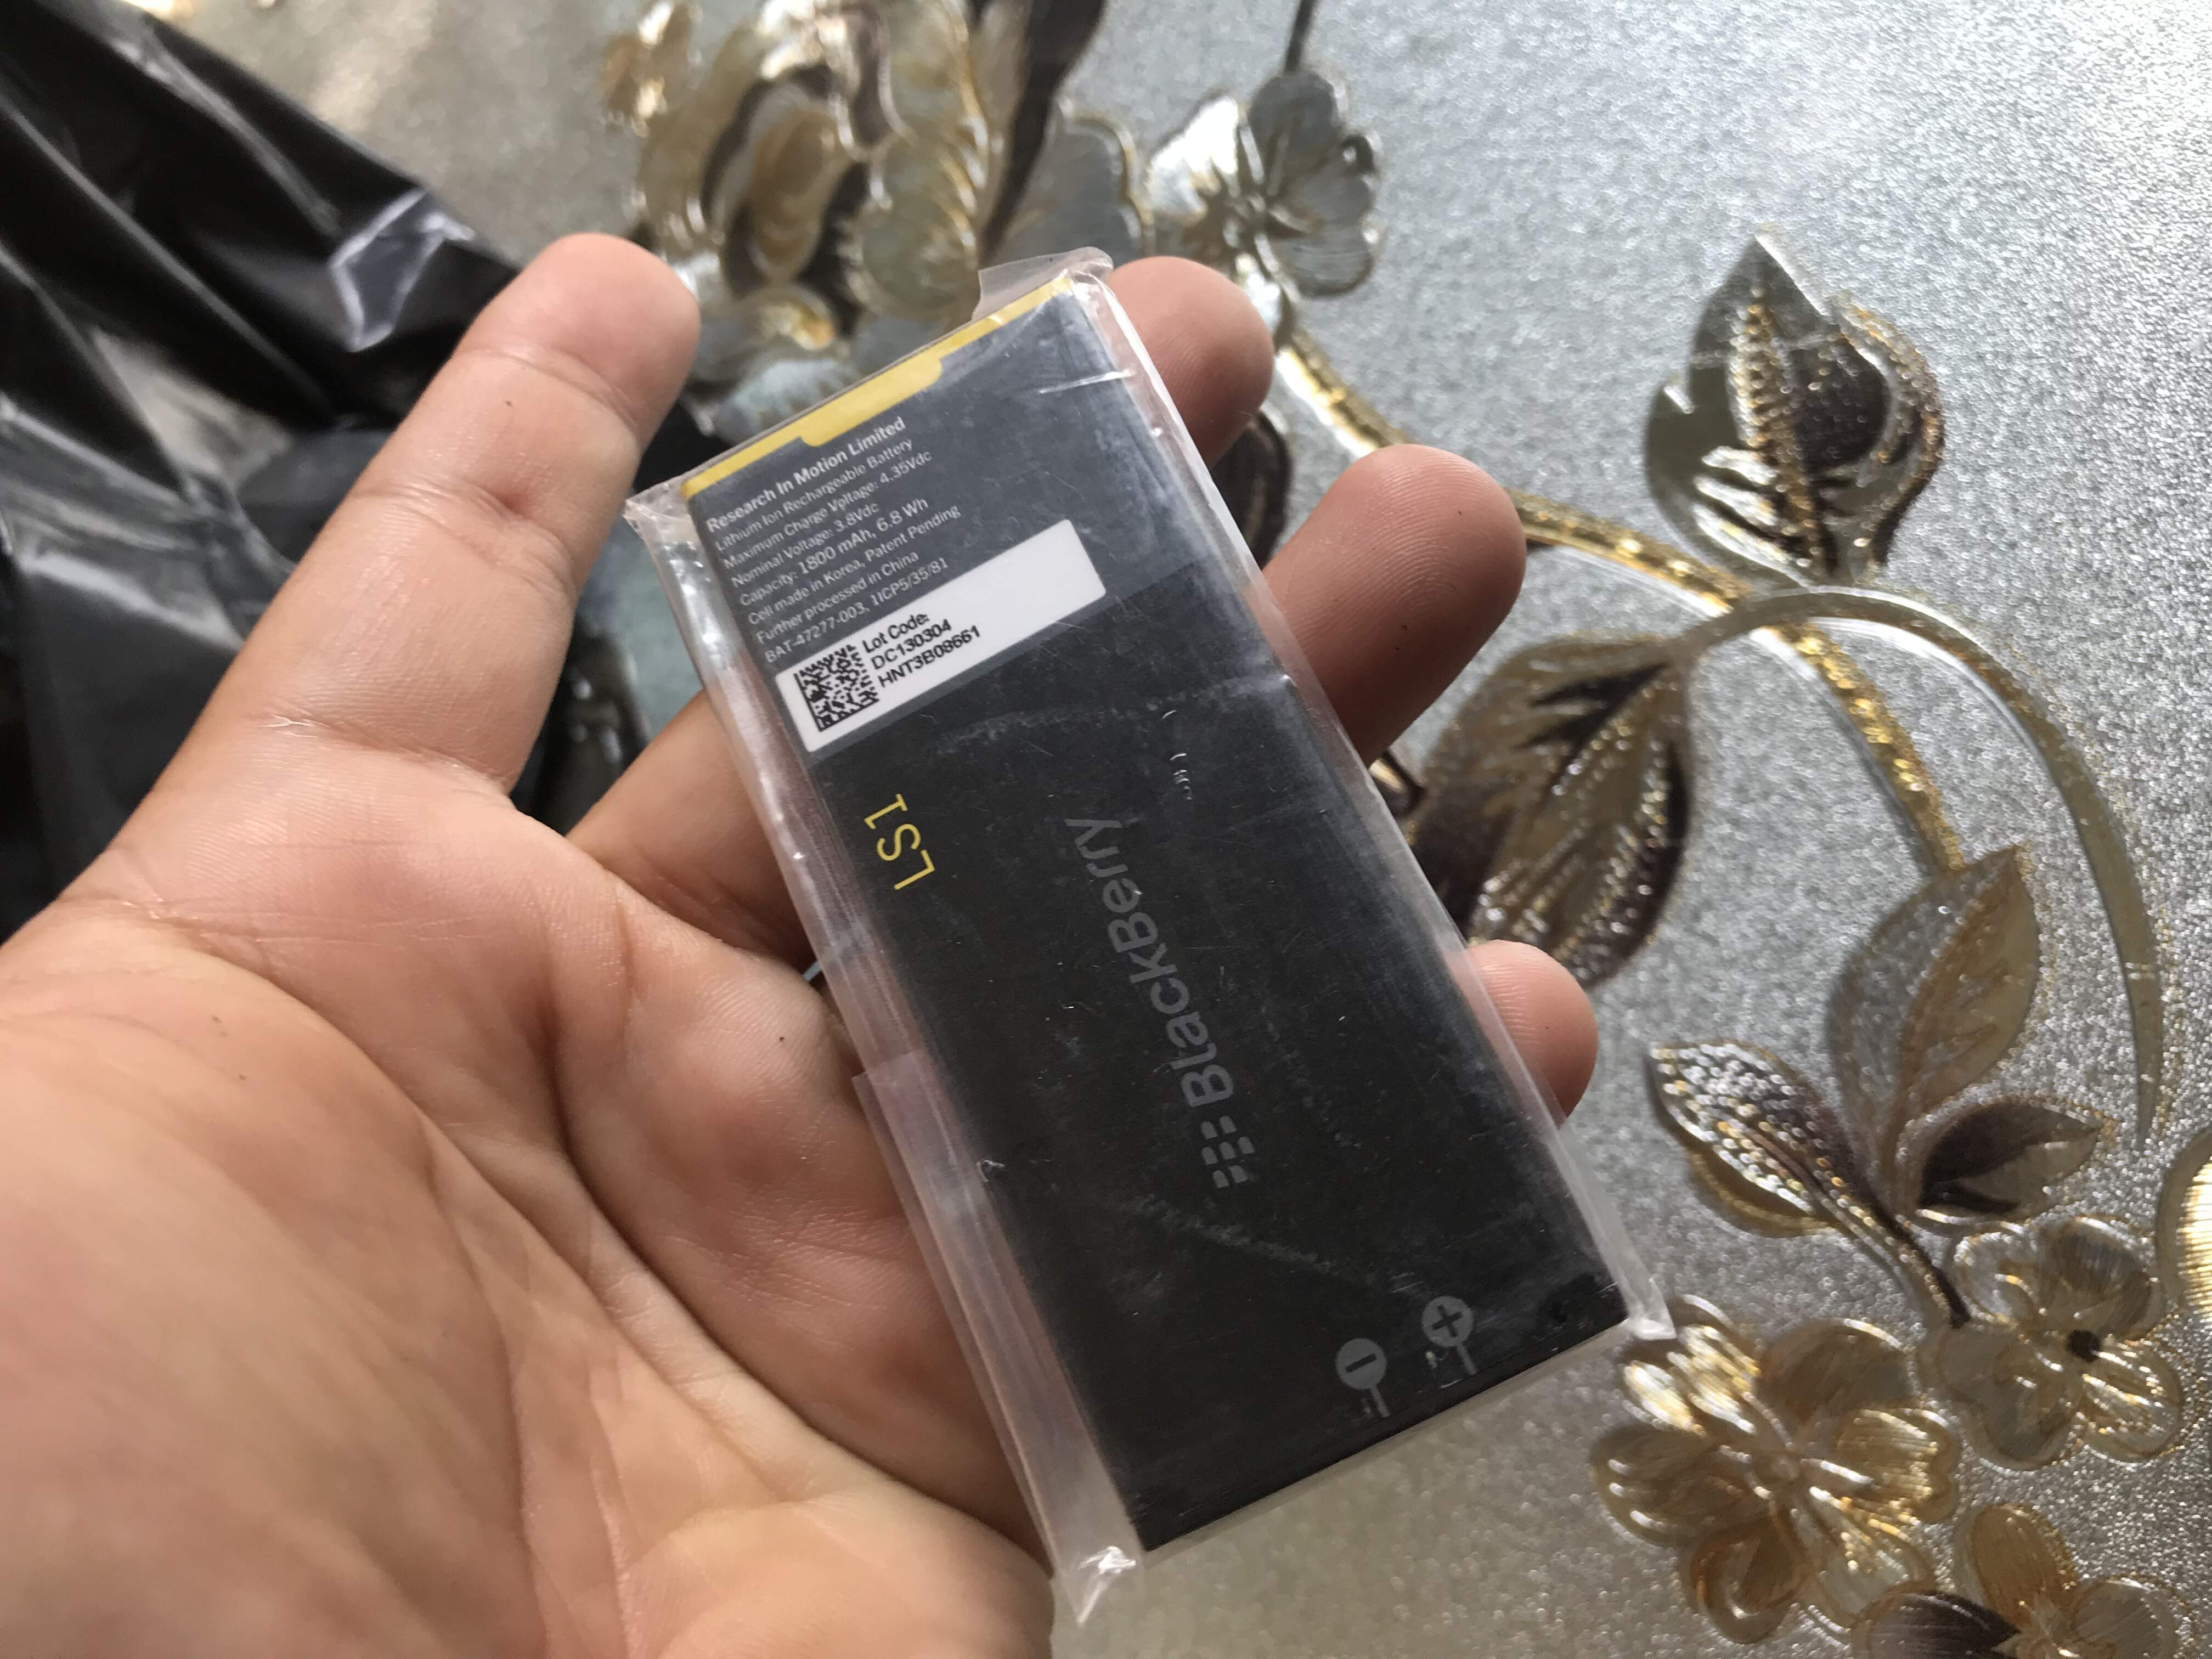 Research In Motion Limited
Lithium Ion Rechargeable Battery
Maximum Charge Voltage: 4.35Vdc
Nominal Voltage: 3.8Vdc
Capacity: 1800 mAh, 6.8 Wh
Cell made in Korea, Patent Pending
Further processed in China
BAT-47277-003, 1ICP5/35/81
Lot Code:
DC130304
HNT3B08661
LS1
BlackBerry